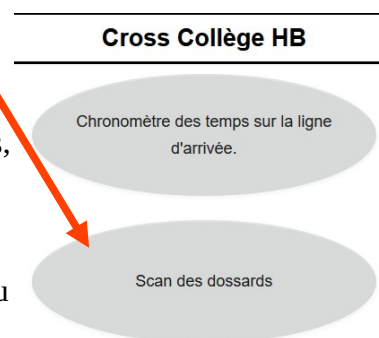 Cross Collège HB
Chronomètre des temps sur la ligne
d'arrivée.
Scan des dossards